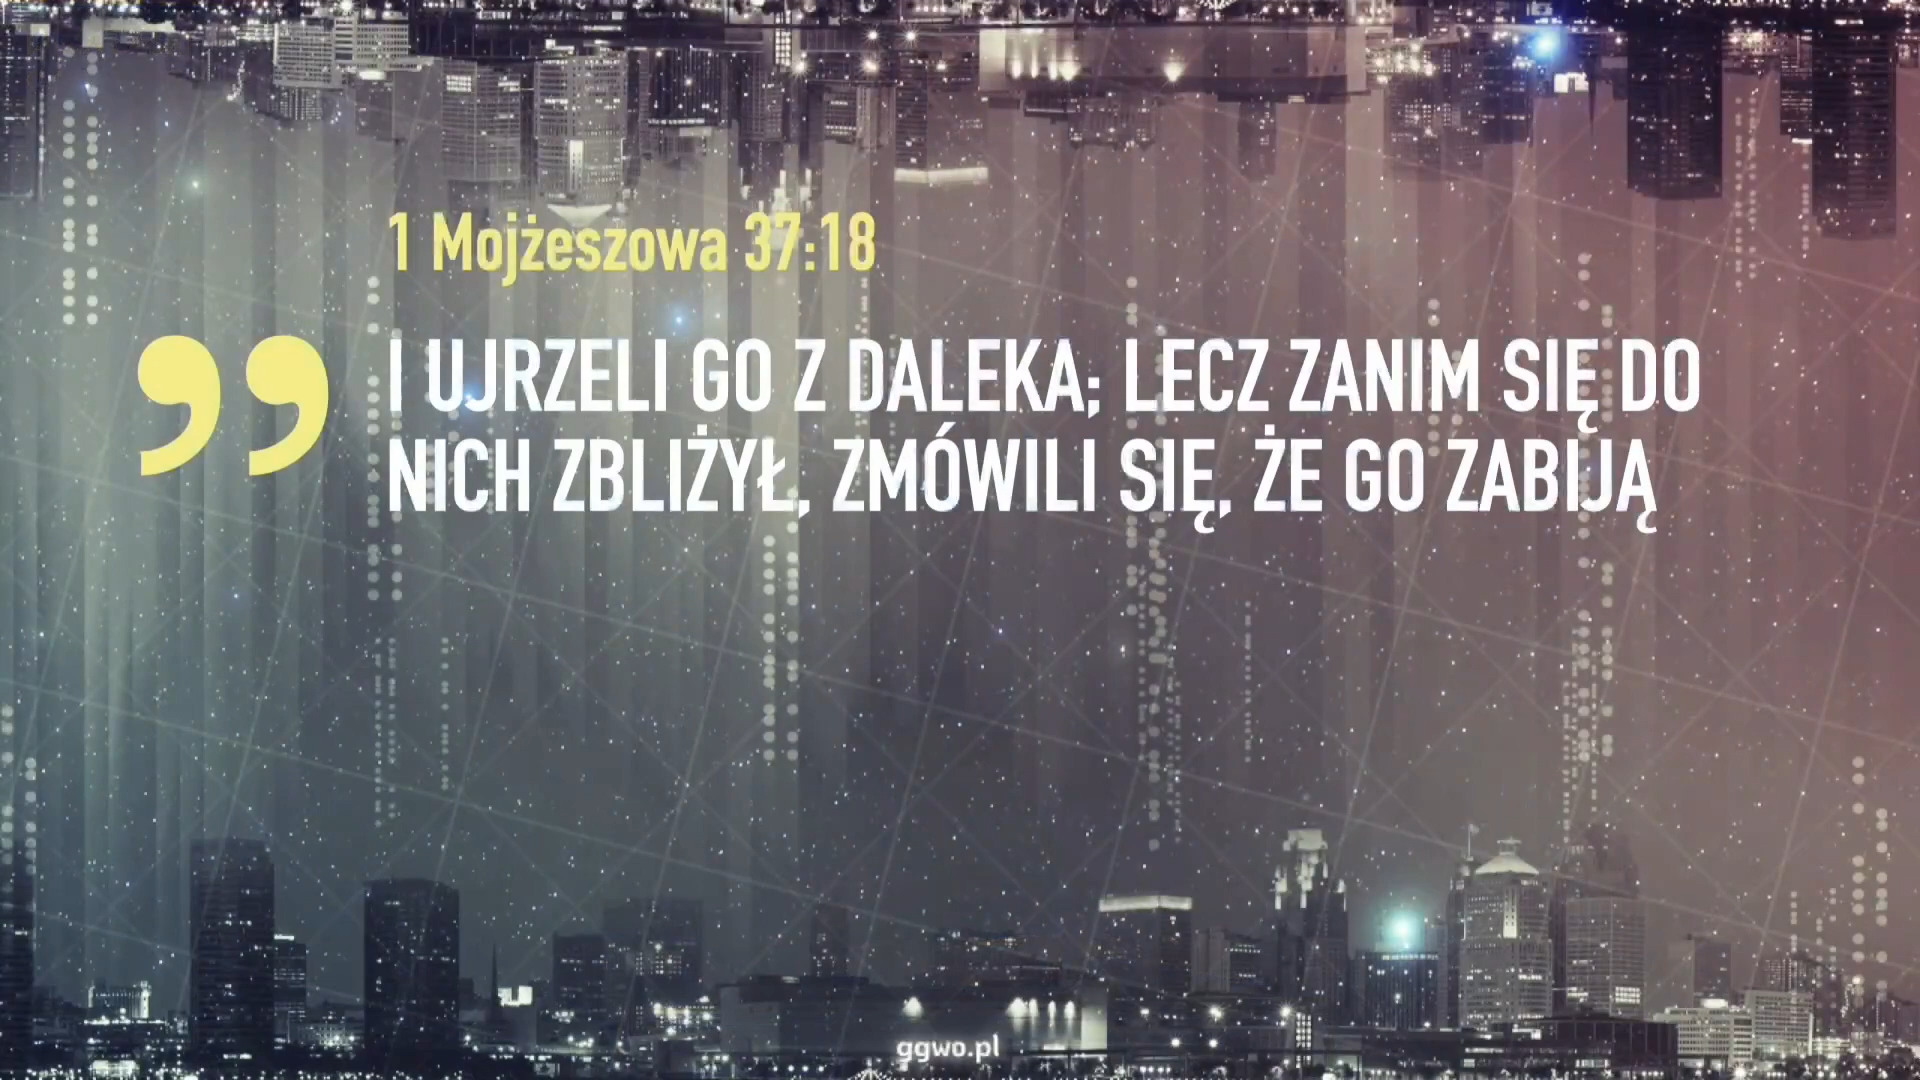 1 Mojżeszowa 37:18
” I UJRZELI GO Z DALEKA; LECZ ZANIM SIĘ DO
NICH ZBLIŻYŁ, ZMÓWILI SIĘ, ŻE GO ZABIJĄ
ggwo.pl